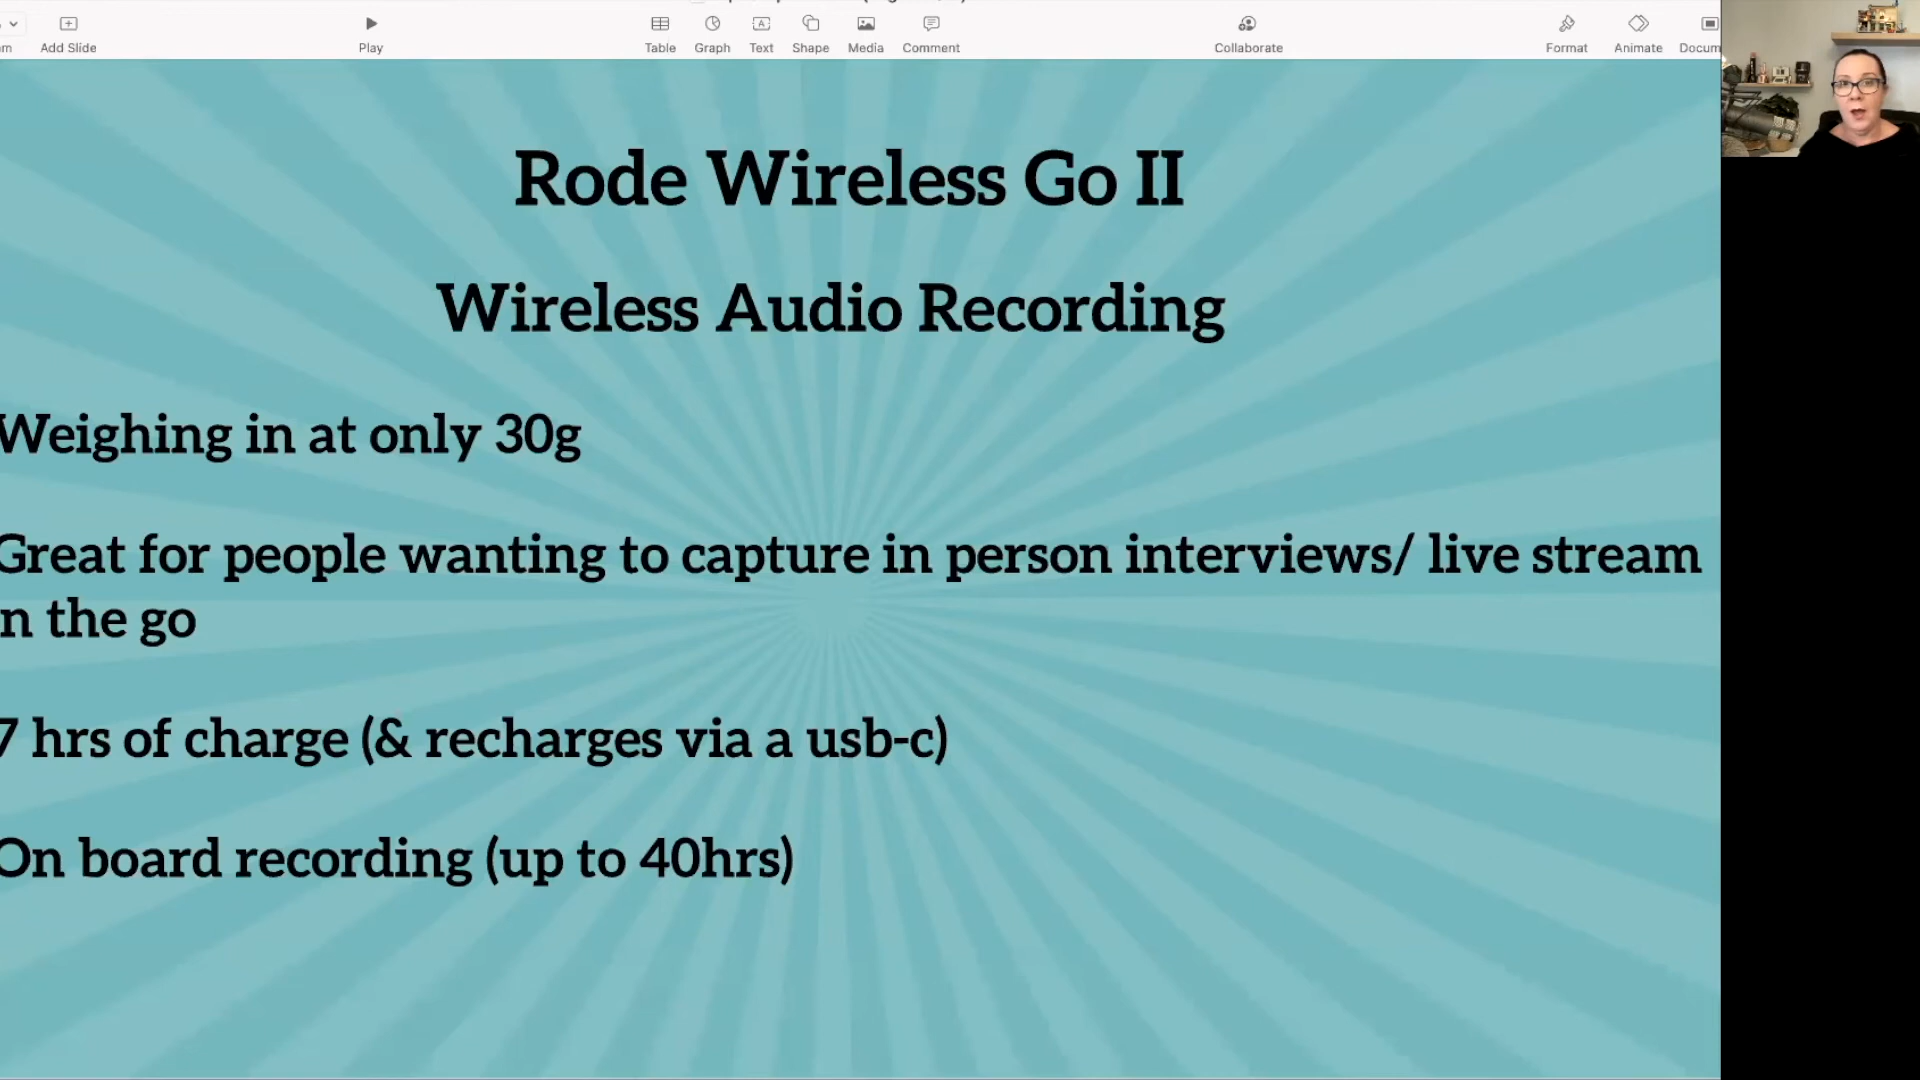 Add Slide
Play
Table
Graph
Text
Shape
Media
Comment
Collaborate
Format
Animate
Docum
Rode Wireless Go II
Wireless Audio Recording
Weighing in at only 30g
Great for people wanting to capture in person interviews/ live stream
n the go
7 hrs of charge (& recharges via a usb-c)
On board recording (up to 40hrs)